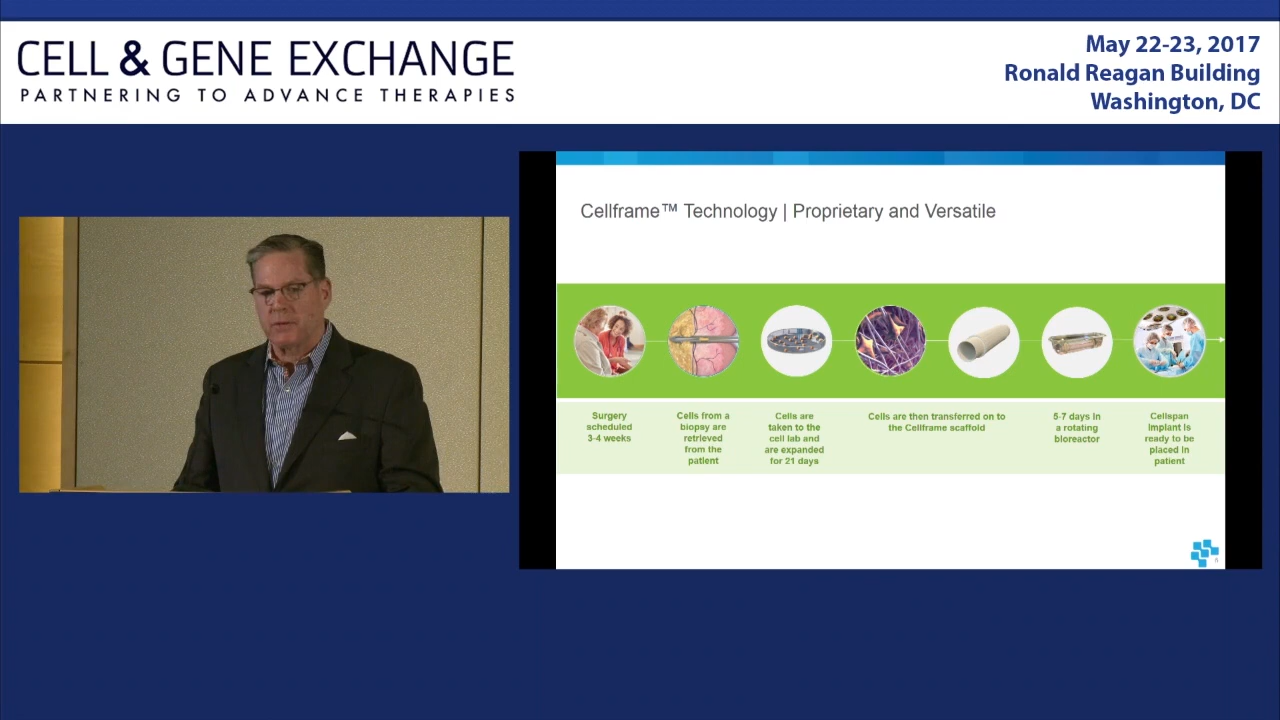 CELL & GENE EXCHANGE
PARTNERING TO ADVANCE THERAPIES
May 22-23, 2017
Ronald Reagan Building
Washington, DC
Cellframe™ Technology | Proprietary and Versatile
Surgery
scheduled
3-4 weeks
Cells from a
biopsy are
retrieved
from the
patient
Cells are
taken to the
cell lab and
are expanded
for 21 days
Cells are then transferred on to
the Cellframe scaffold
5-7 days in
a rotating
bioreactor
Cellspan
implant is
ready to be
placed in
patient